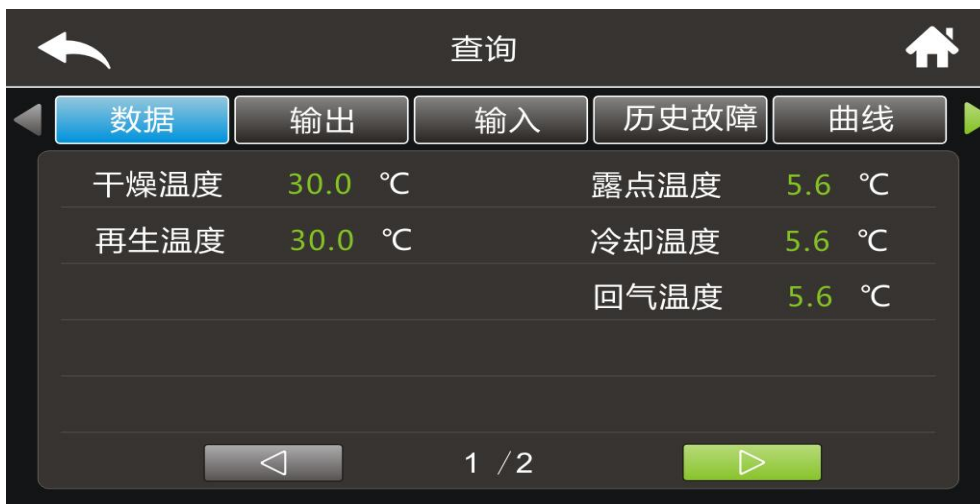 查询
数据 输出 输入 历史故障 曲线
干燥温度 30.0 ℃ 露点温度 5.6 ℃
再生温度 30.0 ℃ 冷却温度 5.6 ℃
回气温度 5.6 ℃
1 /2